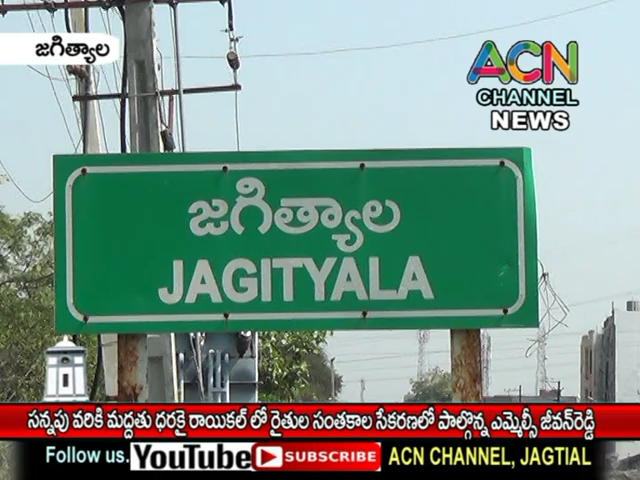 జగిత్యాల
ACN
CHANNEL
NEWS
జగిత్యాల
JAGITYALA
సన్నపు వరికి మద్దతు ధరకై రాయికల్ లో రైతుల సంతకాల సేకరణలో పాల్గొన్న ఎమ్మెల్సీ జీవన్‌రెడ్డి
Follow us. YouTube SUBSCRIBE ACN CHANNEL, JAGTIAL